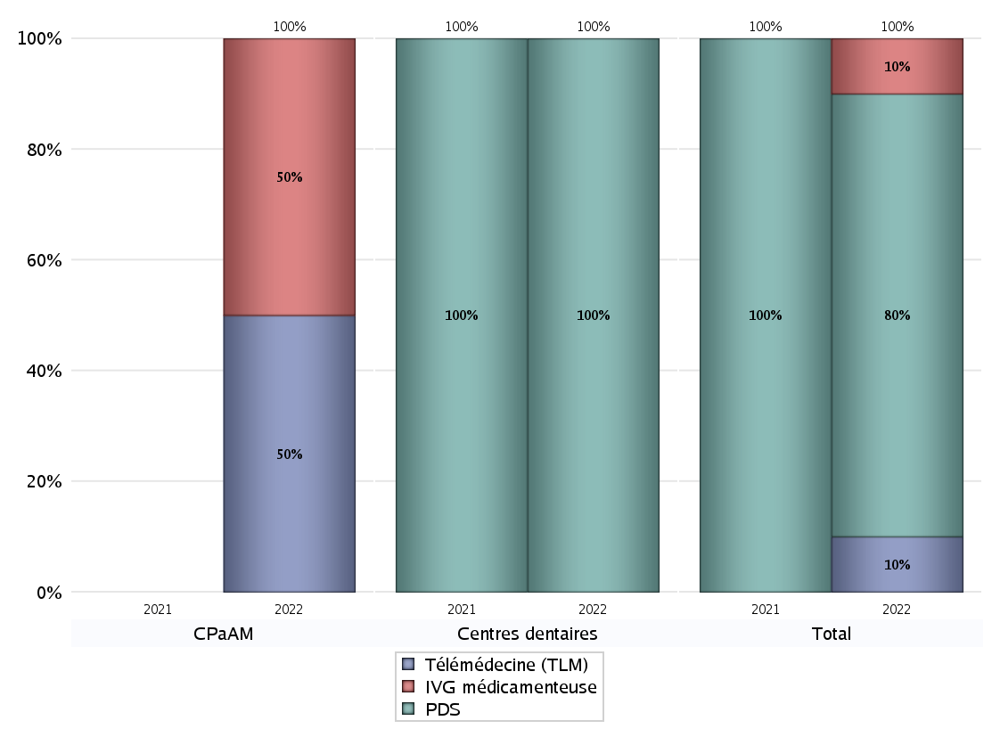 100% 100% 100% 100% 100%
100%
80%
60%
40%
20%
0%
50%
50%
100%
100%
100%
10%
80%
10%
2021 2022 2021 2022 2021 2022
CPaAM Centres dentaires Total
Télémédecine (TLM)
IVG médicamenteuse
PDS